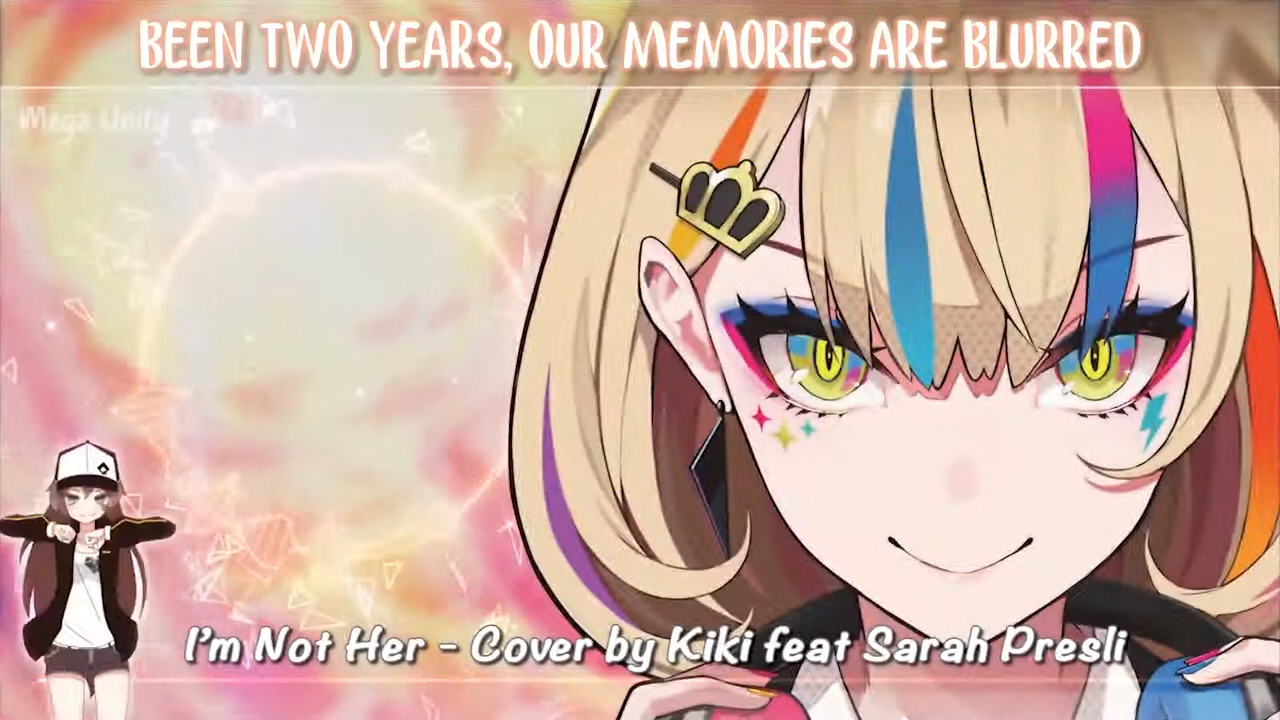 BEEN TWO YEARS, OUR MEMORIES ARE BLURRED
Mega Unity
I'm Not Her - Cover by Kiki feat Sarah Presli